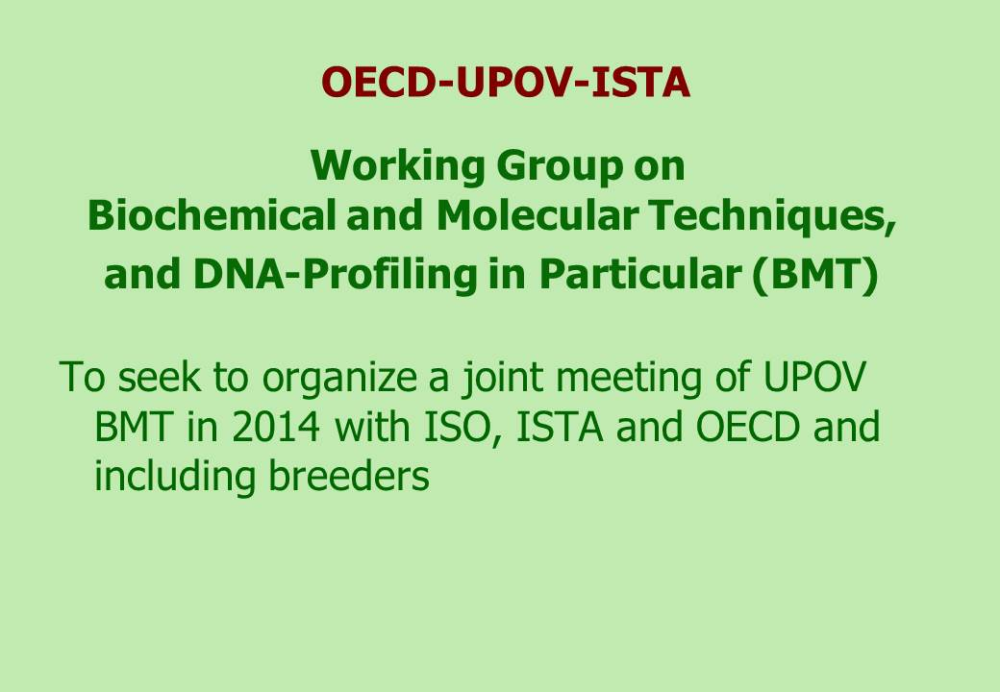 OECD-UPOV-ISTA
Working Group on
Biochemical and Molecular Techniques,
and DNA-Profiling in Particular (BMT)
To seek to organize a joint meeting of UPOV
BMT in 2014 with ISO, ISTA and OECD and
including breeders